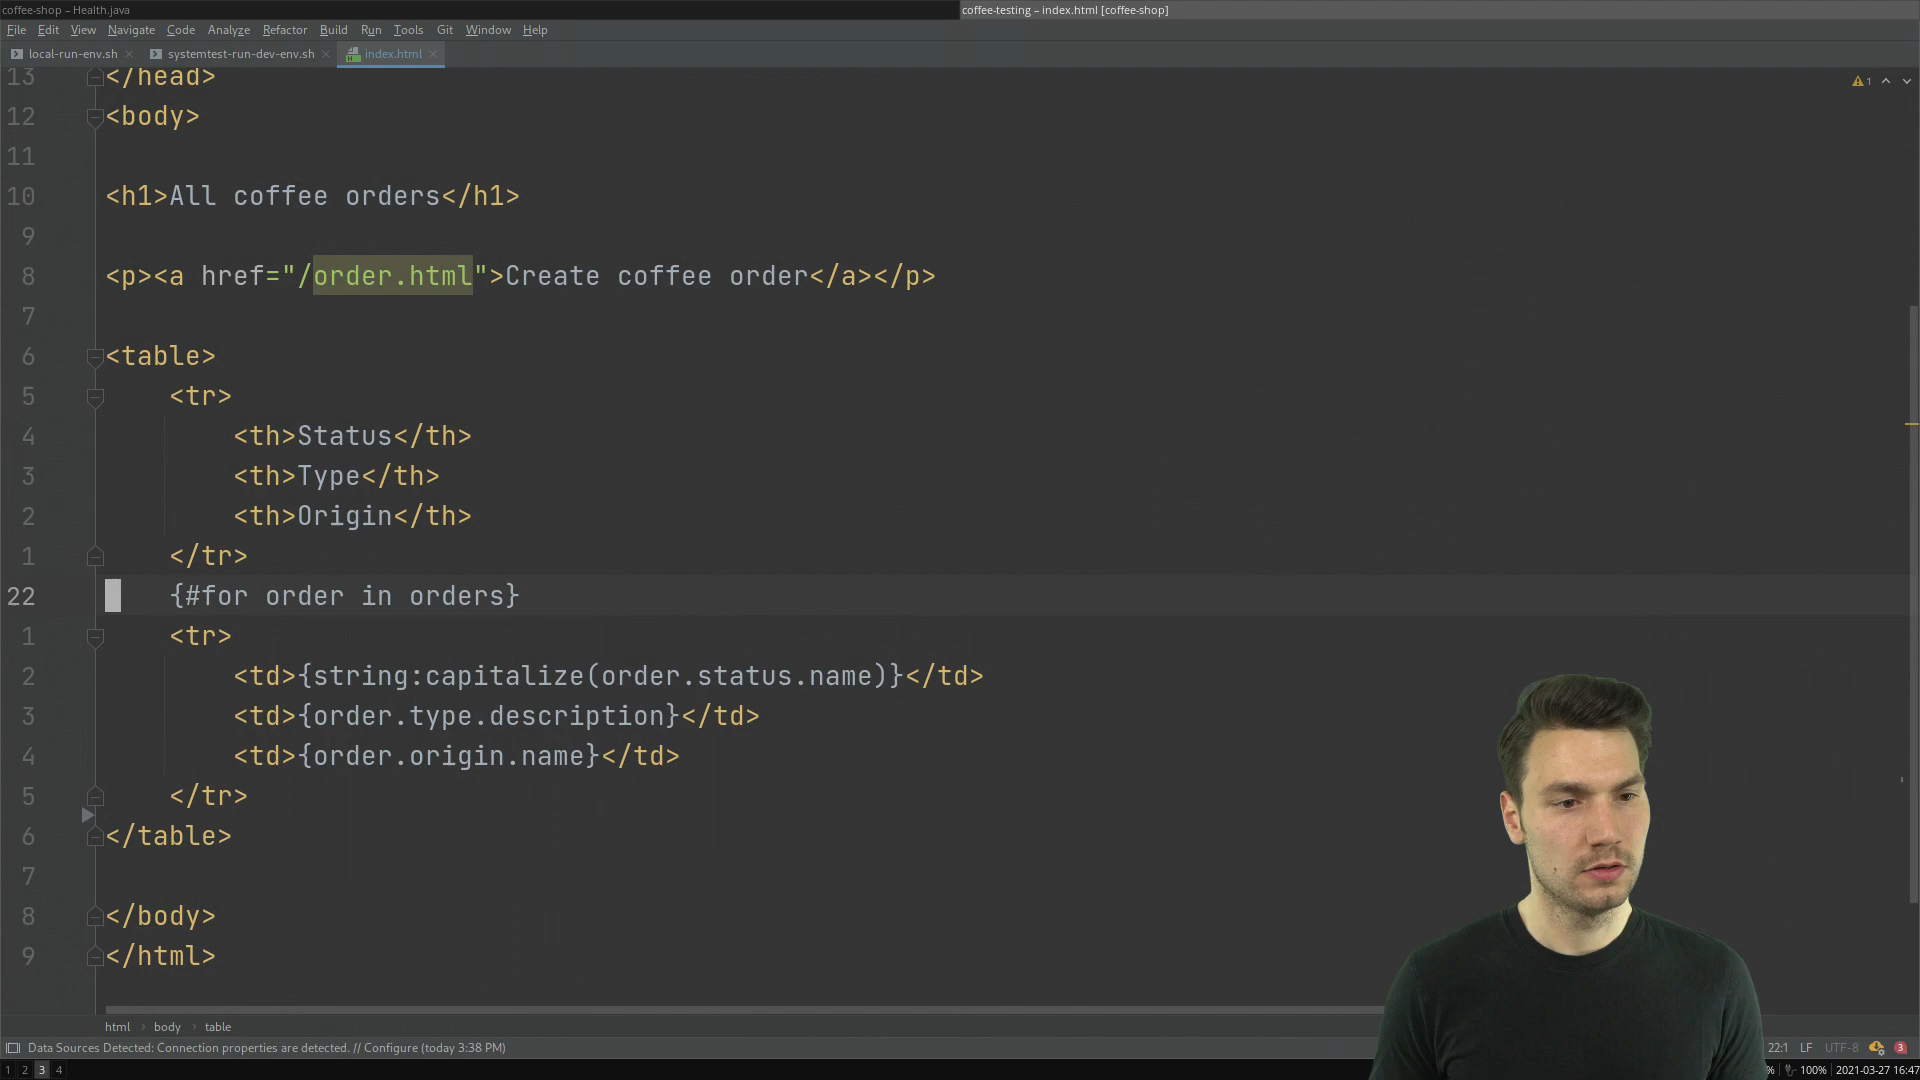 coffee-shop – Health.java
coffee-testing – index.html [coffee-shop]
File Edit View Navigate Code Analyze Refactor Build Run Tools Git Window Help
local-run-env.sh systemtest-run-dev-env.sh index.html
13 </head>
1
12 <body>
11
10 <h1>All coffee orders</h1>
9
8 <p><a href="/order.html">Create coffee order</a></p>
7
6 <table>
5 <tr>
4 <th>Status</th>
3 <th>Type</th>
2 <th>Origin</th>
1 </tr>
22 {#for order in orders}
1 <tr>
2 <td>{string:capitalize(order.status.name)}</td>
3 <td>{order.type.description}</td>
4 <td>{order.origin.name}</td>
5 </tr>
6 </table>
7
8 </body>
9 </html>
html › body › table
Data Sources Detected: Connection properties are detected. // Configure (today 3:38 PM)
22:1 LF UTF-8 3
1 2 3 4
% 100% 2021-03-27 16:47